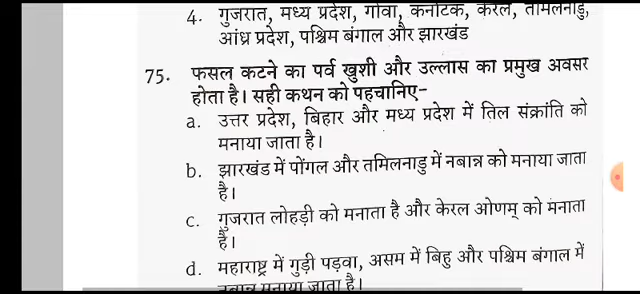 4. गुजरात, मध्य प्रदेश, गोवा, कर्नाटक, केरल, तामिलनाडु,
आंध्र प्रदेश, पश्चिम बंगाल और झारखंड
75. फसल कटने का पर्व खुशी और उल्लास का प्रमुख अवसर
होता है। सही कथन को पहचानिए-
a. उत्तर प्रदेश, बिहार और मध्य प्रदेश में तिल संक्रांति को
मनाया जाता है।
b. झारखंड में पोंगल और तमिलनाडु में नबान्न को मनाया जाता
है।
c. गुजरात लोहड़ी को मनाता है और केरल ओणम् को मनाता
है।
d. महाराष्ट्र में गुड़ी पड़वा, असम में बिहु और पश्चिम बंगाल में
नबान्न मनाया जाता है।